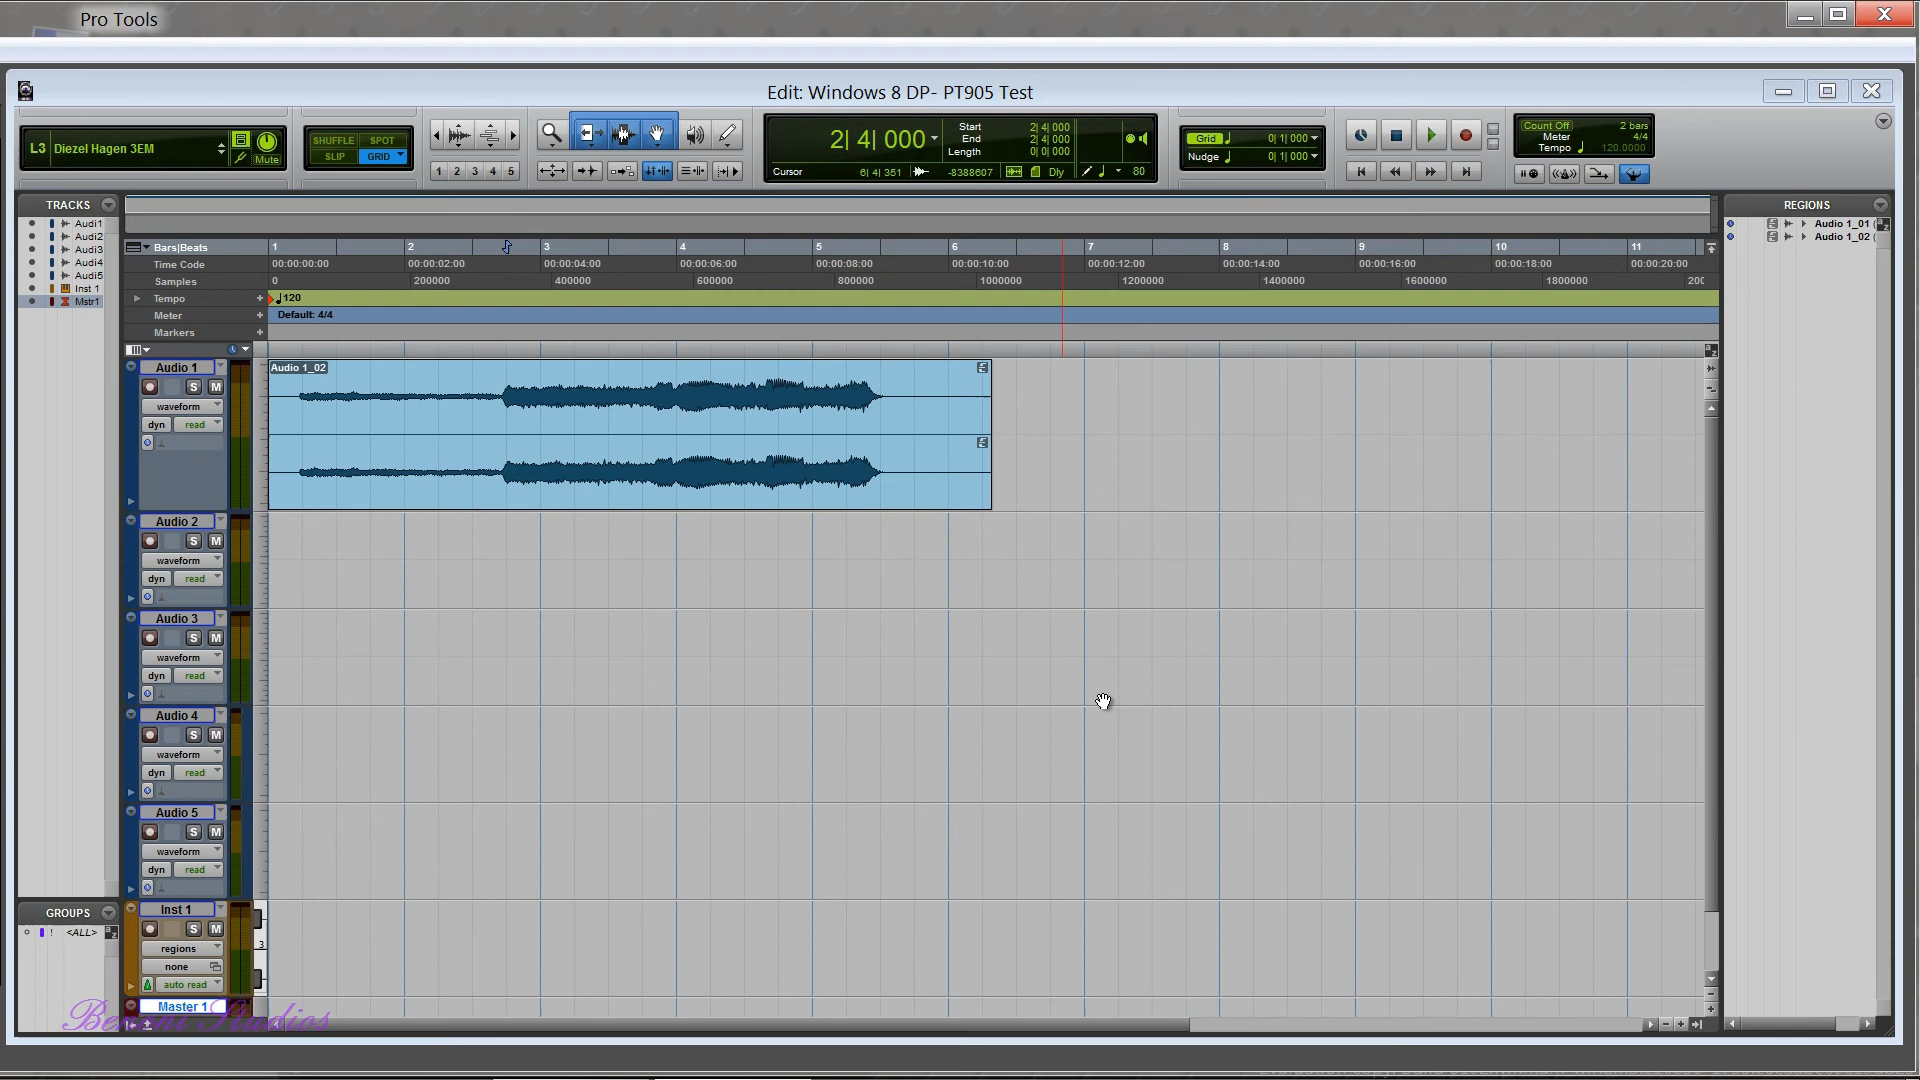 Pro Tools
Edit: Windows 8 DP- PT905 Test
L3 Diezel Hagen 3EM
Mute
SHUFFLE SPOT
SLIP GRID
1 2 3 4 5
2| 4| 000
Start 2| 4| 000
End 2| 4| 000
Length 0| 0| 000
Cursor 6| 4| 351 -8388607 Dly 80
Grid 0| 1| 000
Nudge 0| 1| 000
Count Off 2 bars
Meter 4/4
Tempo 120.0000
TRACKS
Audi1
Audi2
Audi3
Audi4
Audi5
Inst 1
Mstr1
Bars|Beats 1 2 3 4 5 6 7 8 9 10 11
Time Code 00:00:00:00 00:00:02:00 00:00:04:00 00:00:06:00 00:00:08:00 00:00:10:00 00:00:12:00 00:00:14:00 00:00:16:00 00:00:18:00 00:00:20:00
Samples 0 200000 400000 600000 800000 1000000 1200000 1400000 1600000 1800000 200
Tempo 120
Meter Default: 4/4
Markers
REGIONS
Audio 1_01 (
Audio 1_02 (
Audio 1
S M
waveform
dyn read
Audio 1_02
Audio 2
S M
waveform
dyn read
Audio 3
S M
waveform
dyn read
Audio 4
S M
waveform
dyn read
Audio 5
S M
waveform
dyn read
GROUPS
! <ALL>
a z
Inst 1
S M
regions
none
auto read
3
Master 1